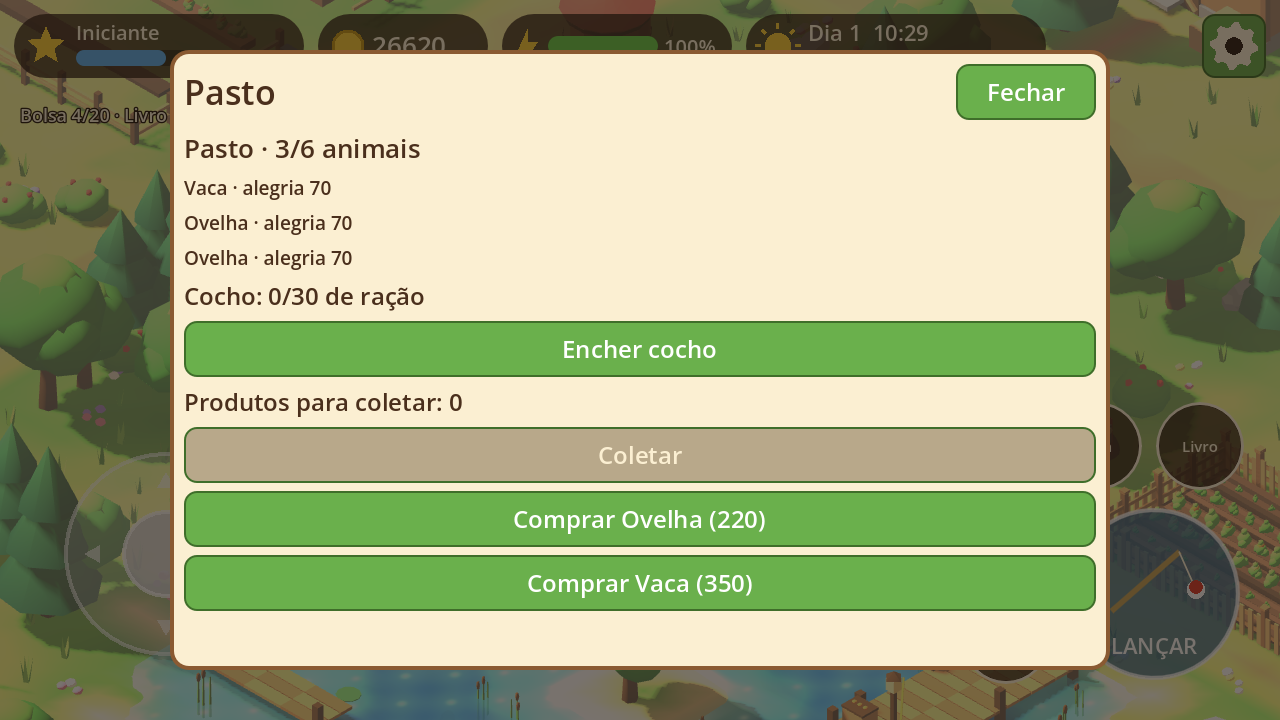 Iniciante
26620
100%
Dia 1 10:29
Bolsa 4/20 · Livro
Pasto
Fechar
Pasto · 3/6 animais
Vaca · alegria 70
Ovelha · alegria 70
Ovelha · alegria 70
Cocho: 0/30 de ração
Encher cocho
Produtos para coletar: 0
Coletar
Comprar Ovelha (220)
Comprar Vaca (350)
Livro
LANÇAR